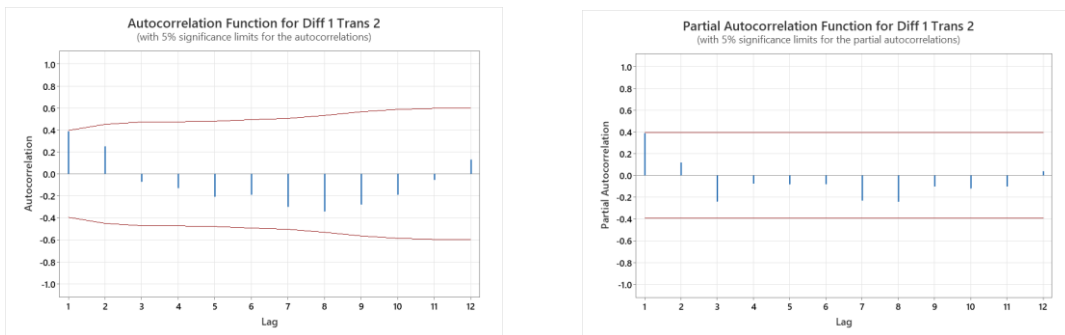 Autocorrelation Function for Diff 1 Trans 2
(with 5% significance limits for the autocorrelations)
Autocorrelation
1.0
0.8
0.6
0.4
0.2
0.0
-0.2
-0.4
-0.6
-0.8
-1.0
1 2 3 4 5 6 7 8 9 10 11 12
Lag
Partial Autocorrelation Function for Diff 1 Trans 2
(with 5% significance limits for the partial autocorrelations)
Partial Autocorrelation
1.0
0.8
0.6
0.4
0.2
0.0
-0.2
-0.4
-0.6
-0.8
-1.0
1 2 3 4 5 6 7 8 9 10 11 12
Lag